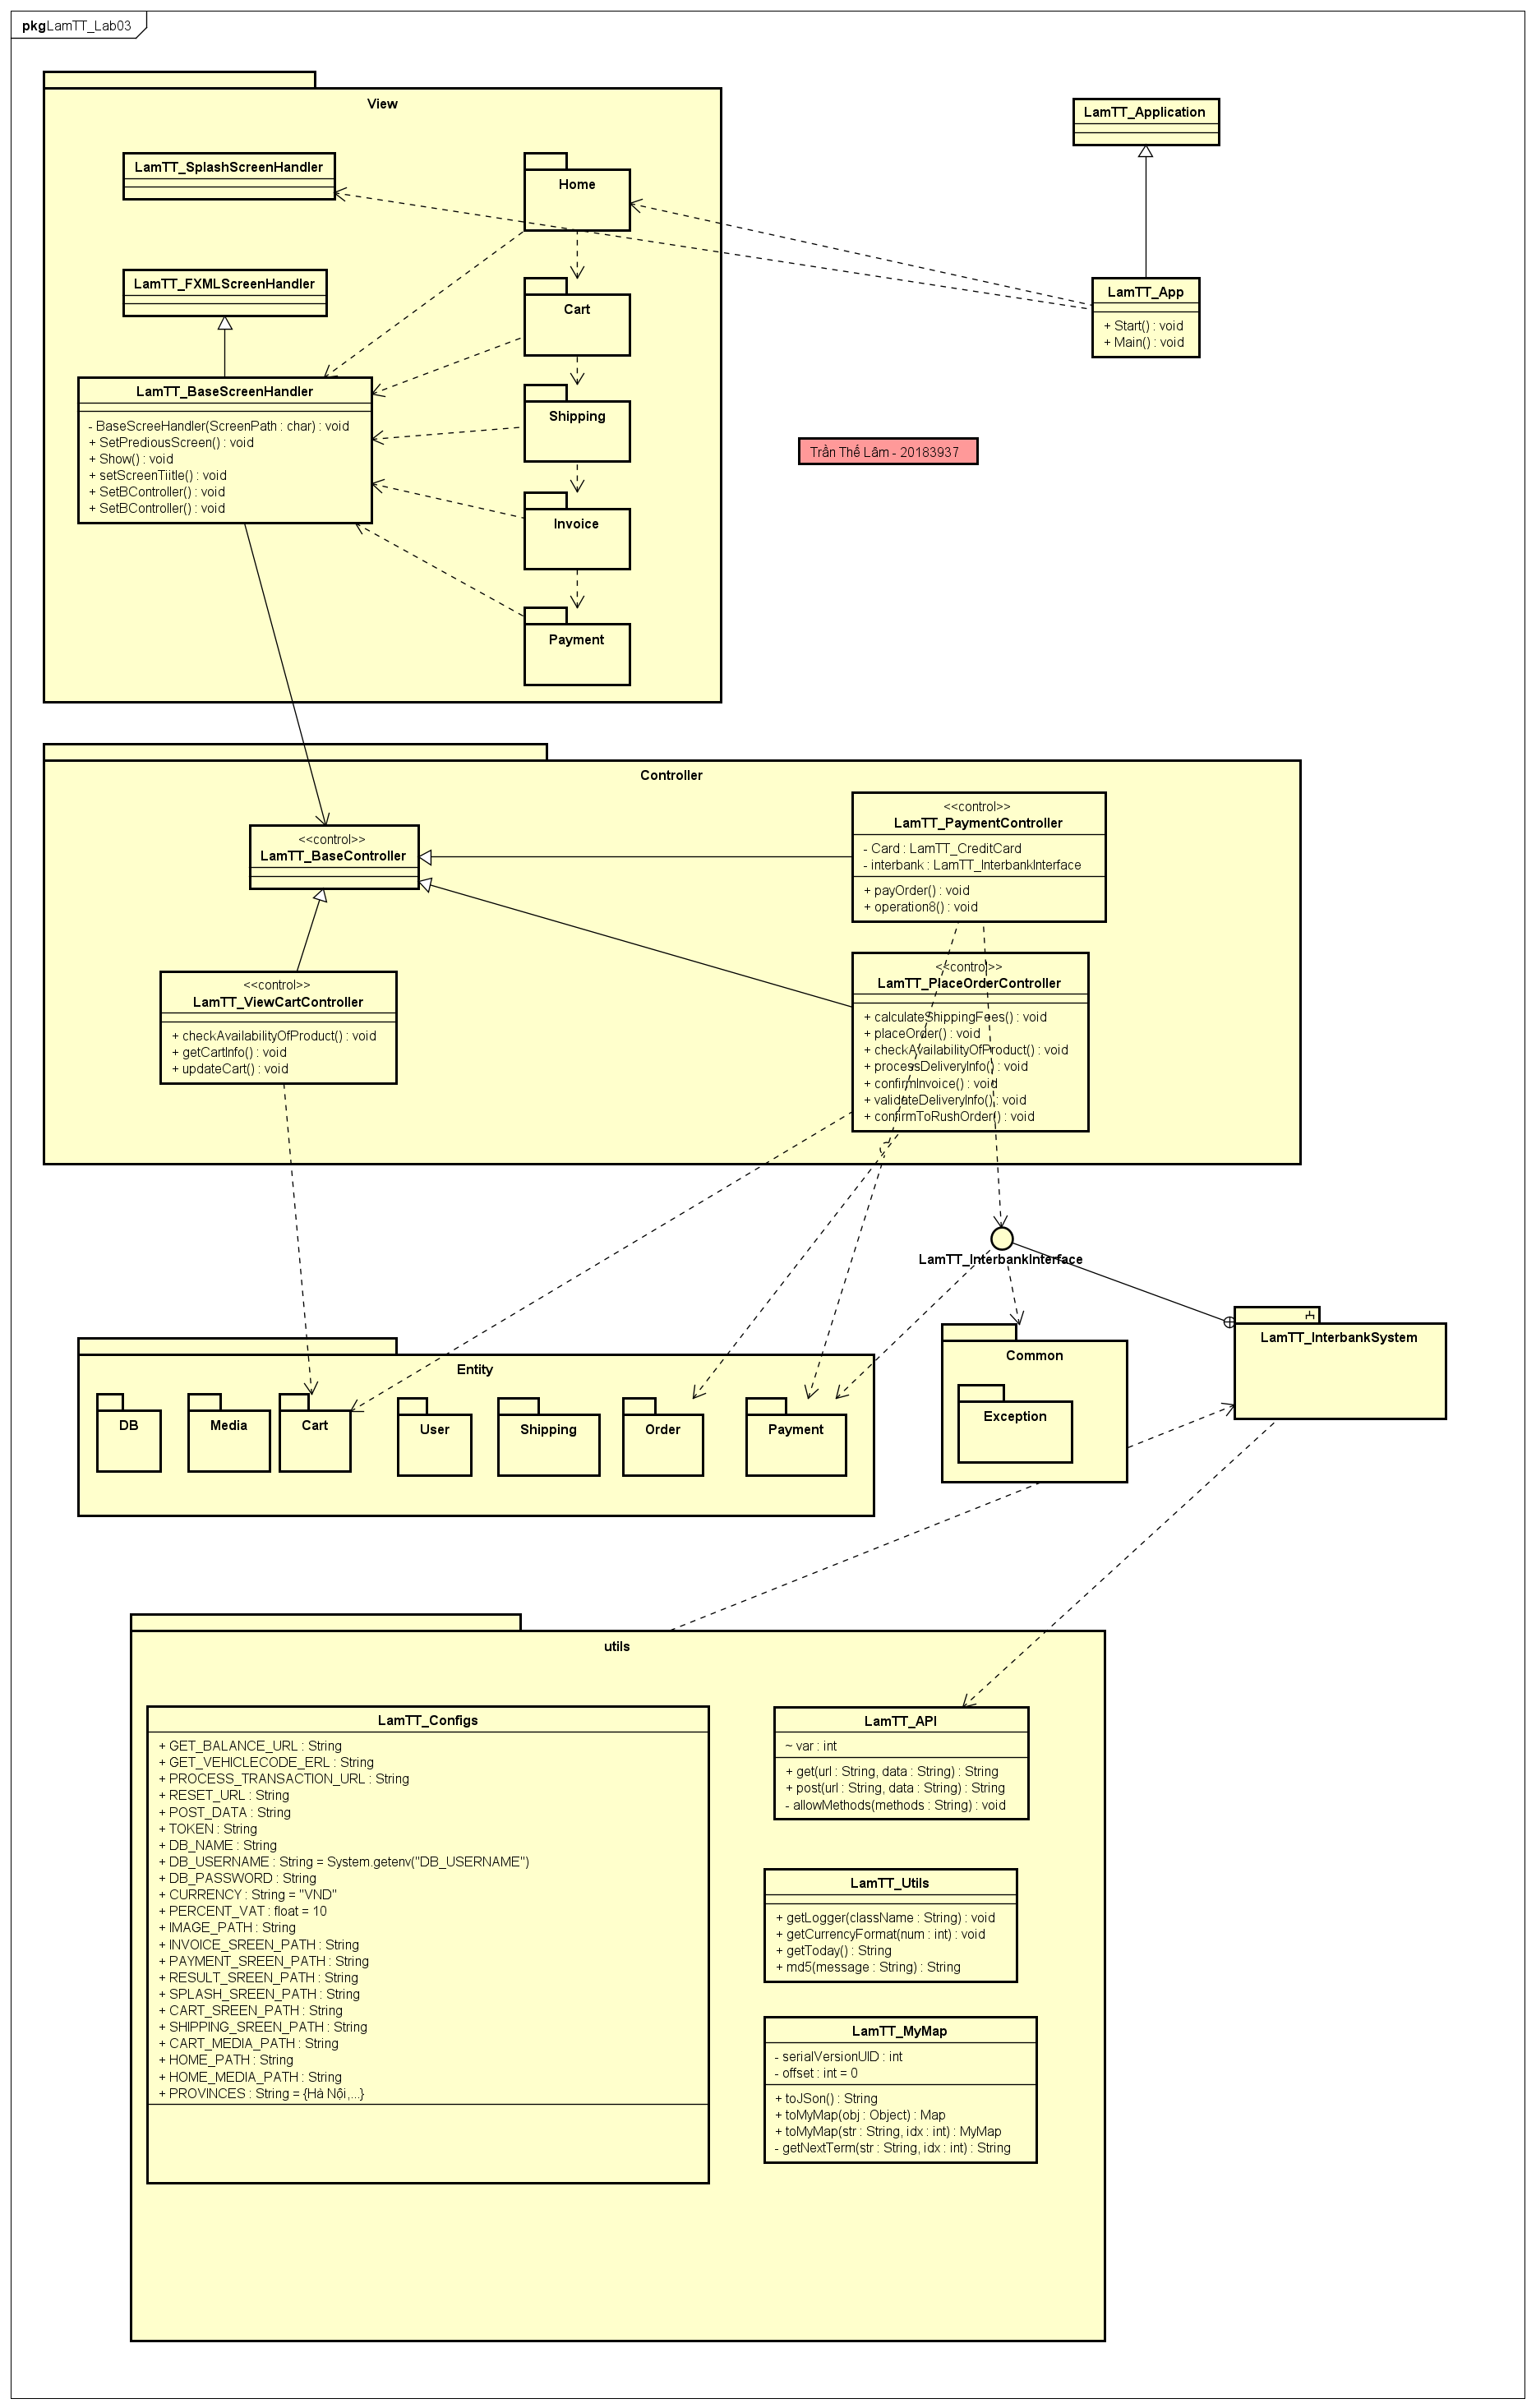 pkg LamTT_Lab03
View
LamTT_SplashScreenHandler
Home
LamTT_FXMLScreenHandler
Cart
LamTT_BaseScreenHandler
- BaseScreeHandler(ScreenPath : char) : void
+ SetPrediousScreen() : void
+ Show() : void
+ setScreenTiitle() : void
+ SetBController() : void
+ SetBController() : void
Shipping
Invoice
Payment
LamTT_Application
LamTT_App
+ Start() : void
+ Main() : void
Trần Thế Lâm - 20183937
Controller
<<control>>
LamTT_BaseController
<<control>>
LamTT_PaymentController
- Card : LamTT_CreditCard
- interbank : LamTT_InterbankInterface
+ payOrder() : void
+ operation8() : void
<<control>>
LamTT_ViewCartController
+ checkAvailabilityOfProduct() : void
+ getCartInfo() : void
+ updateCart() : void
<<control>>
LamTT_PlaceOrderController
+ calculateShippingFees() : void
+ placeOrder() : void
+ checkAvailabilityOfProduct() : void
+ processDeliveryInfo() : void
+ confirmInvoice() : void
+ validateDeliveryInfo() : void
+ confirmToRushOrder() : void
LamTT_InterbankInterface
LamTT_InterbankSystem
Entity
DB
Media
Cart
User
Shipping
Order
Payment
Common
Exception
utils
LamTT_Configs
+ GET_BALANCE_URL : String
+ GET_VEHICLECODE_ERL : String
+ PROCESS_TRANSACTION_URL : String
+ RESET_URL : String
+ POST_DATA : String
+ TOKEN : String
+ DB_NAME : String
+ DB_USERNAME : String = System.getenv("DB_USERNAME")
+ DB_PASSWORD : String
+ CURRENCY : String = "VND"
+ PERCENT_VAT : float = 10
+ IMAGE_PATH : String
+ INVOICE_SREEN_PATH : String
+ PAYMENT_SREEN_PATH : String
+ RESULT_SREEN_PATH : String
+ SPLASH_SREEN_PATH : String
+ CART_SREEN_PATH : String
+ SHIPPING_SREEN_PATH : String
+ CART_MEDIA_PATH : String
+ HOME_PATH : String
+ HOME_MEDIA_PATH : String
+ PROVINCES : String = {Hà Nội,...}
LamTT_API
~ var : int
+ get(url : String, data : String) : String
+ post(url : String, data : String) : String
- allowMethods(methods : String) : void
LamTT_Utils
+ getLogger(className : String) : void
+ getCurrencyFormat(num : int) : void
+ getToday() : String
+ md5(message : String) : String
LamTT_MyMap
- serialVersionUID : int
- offset : int = 0
+ toJSon() : String
+ toMyMap(obj : Object) : Map
+ toMyMap(str : String, idx : int) : MyMap
- getNextTerm(str : String, idx : int) : String